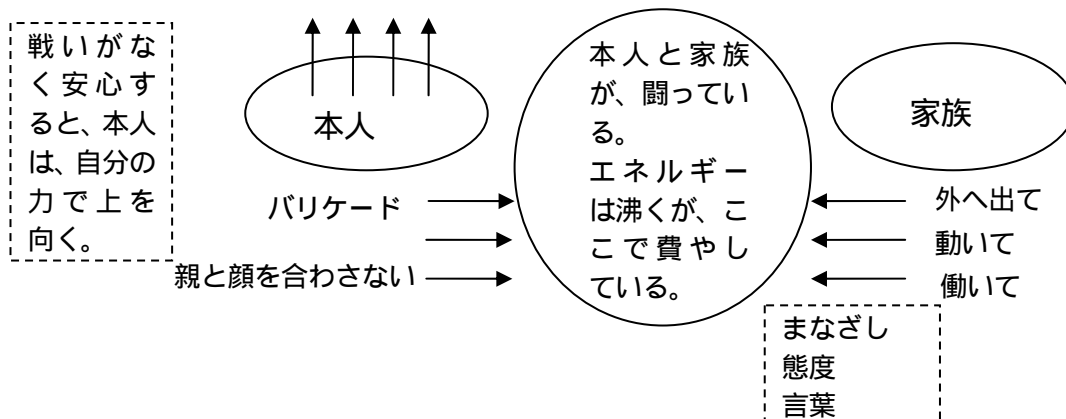 戦いがな
く安心す
ると、本人
は、自分の
力で上を
向く。
本人
バリケード
親と顔を合わさない
本人と家族
が、闘ってい
る。
エネルギー
は沸くが、こ
こで費やし
ている。
家族
外へ出て
動いて
働いて
まなざし
態度
言葉